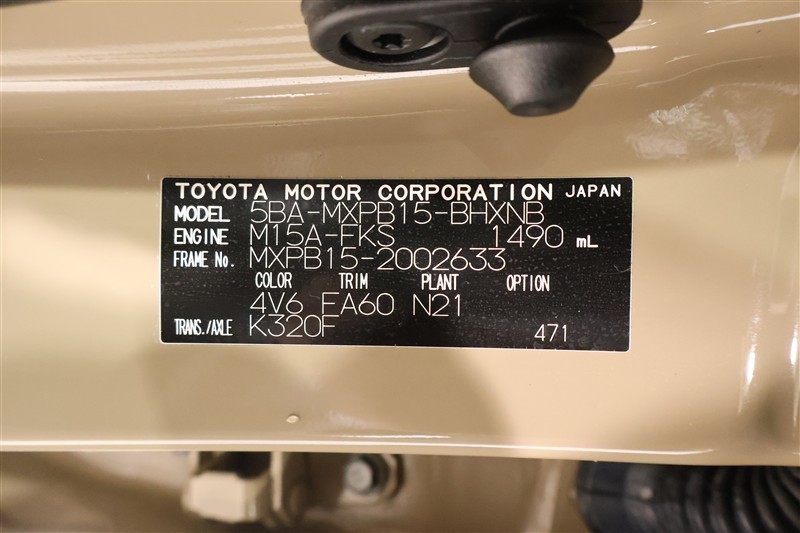 TOYOTA MOTOR CORPORATION JAPAN
MODEL 5BA-MXPB15-BHXNB
ENGINE M15A-FKS 1490 mL
FRAME No. MXPB15-2002633
COLOR TRIM PLANT OPTION
4V6 EA60 N21
TRANS./AXLE K320F
471